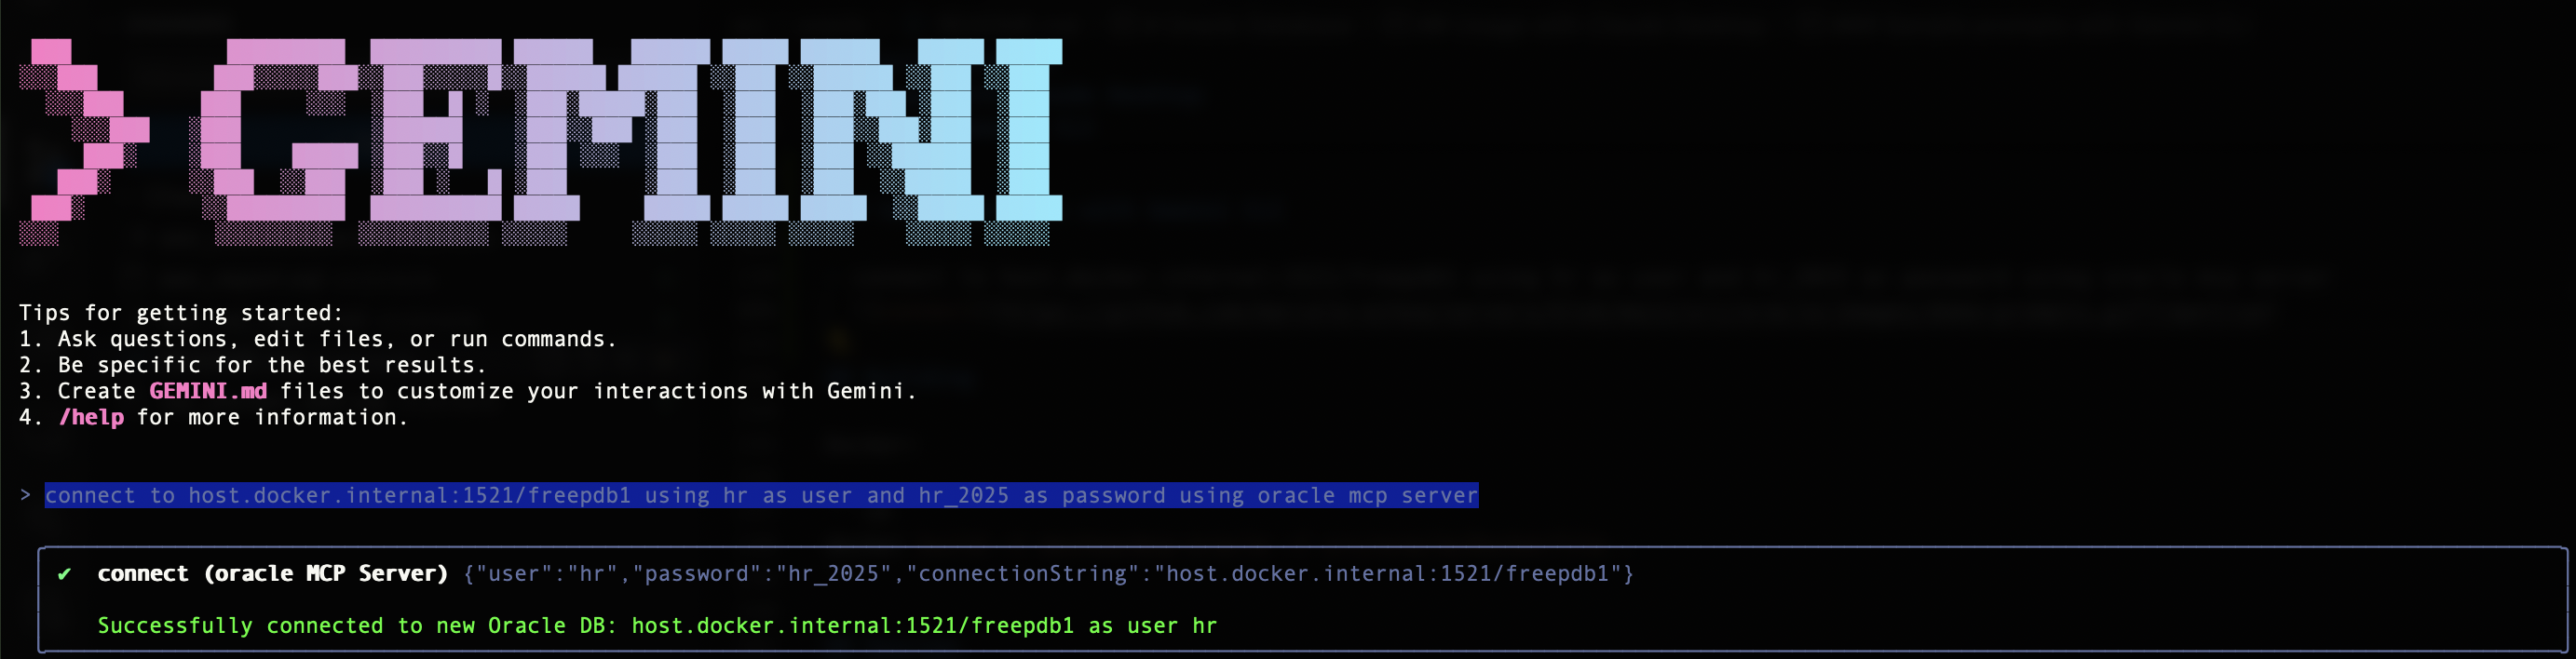 > GEMINI
Tips for getting started:
1. Ask questions, edit files, or run commands.
2. Be specific for the best results.
3. Create GEMINI.md files to customize your interactions with Gemini.
4. /help for more information.
> connect to host.docker.internal:1521/freepdb1 using hr as user and hr_2025 as password using oracle mcp server
✔ connect (oracle MCP Server) {"user":"hr","password":"hr_2025","connectionString":"host.docker.internal:1521/freepdb1"}
Successfully connected to new Oracle DB: host.docker.internal:1521/freepdb1 as user hr